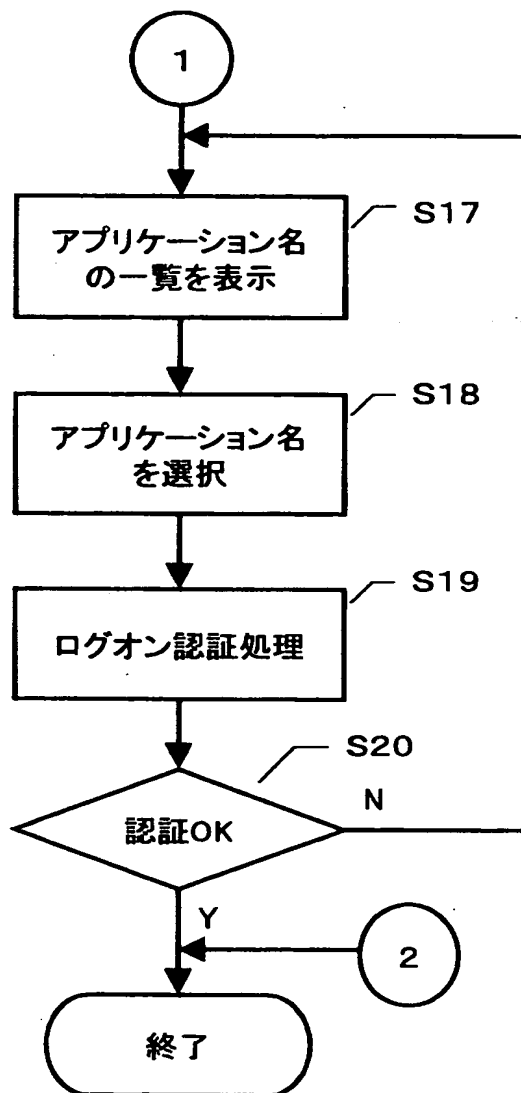 1
S17
アプリケーション名
の一覧を表示
S18
アプリケーション名
を選択
S19
ログオン認証処理
S20
認証OK
N
Y
2
終了